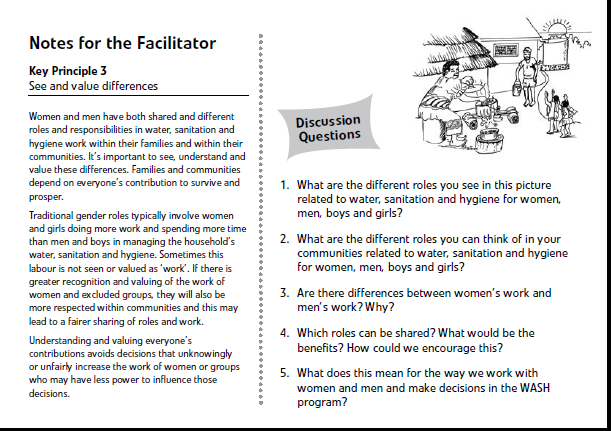 Notes for the Facilitator
Key Principle 3
See and value differences
Women and men have both shared and different
roles and responsibilities in water, sanitation and
hygiene work within their families and within their
communities. It's important to see, understand and
value these differences. Families and communities
depend on everyone's contribution to survive and
prosper.
Traditional gender roles typically involve women
and girls doing more work and spending more time
than men and boys in managing the household's
water, sanitation and hygiene. Sometimes this
labour is not seen or valued as 'work'. If there is
greater recognition and valuing of the work of
women and excluded groups, they will also be
more respected within communities and this may
lead to a fairer sharing of roles and work.
Understanding and valuing everyone's
contributions avoids decisions that unknowingly
or unfairly increase the work of women or groups
who may have less power to influence those
decisions.
Discussion
Questions
1. What are the different roles you see in this picture
related to water, sanitation and hygiene for women,
men, boys and girls?
2. What are the different roles you can think of in your
communities related to water, sanitation and hygiene
for women, men, boys and girls?
3. Are there differences between women's work and
men's work? Why?
4. Which roles can be shared? What would be the
benefits? How could we encourage this?
5. What does this mean for the way we work with
women and men and make decisions in the WASH
program?